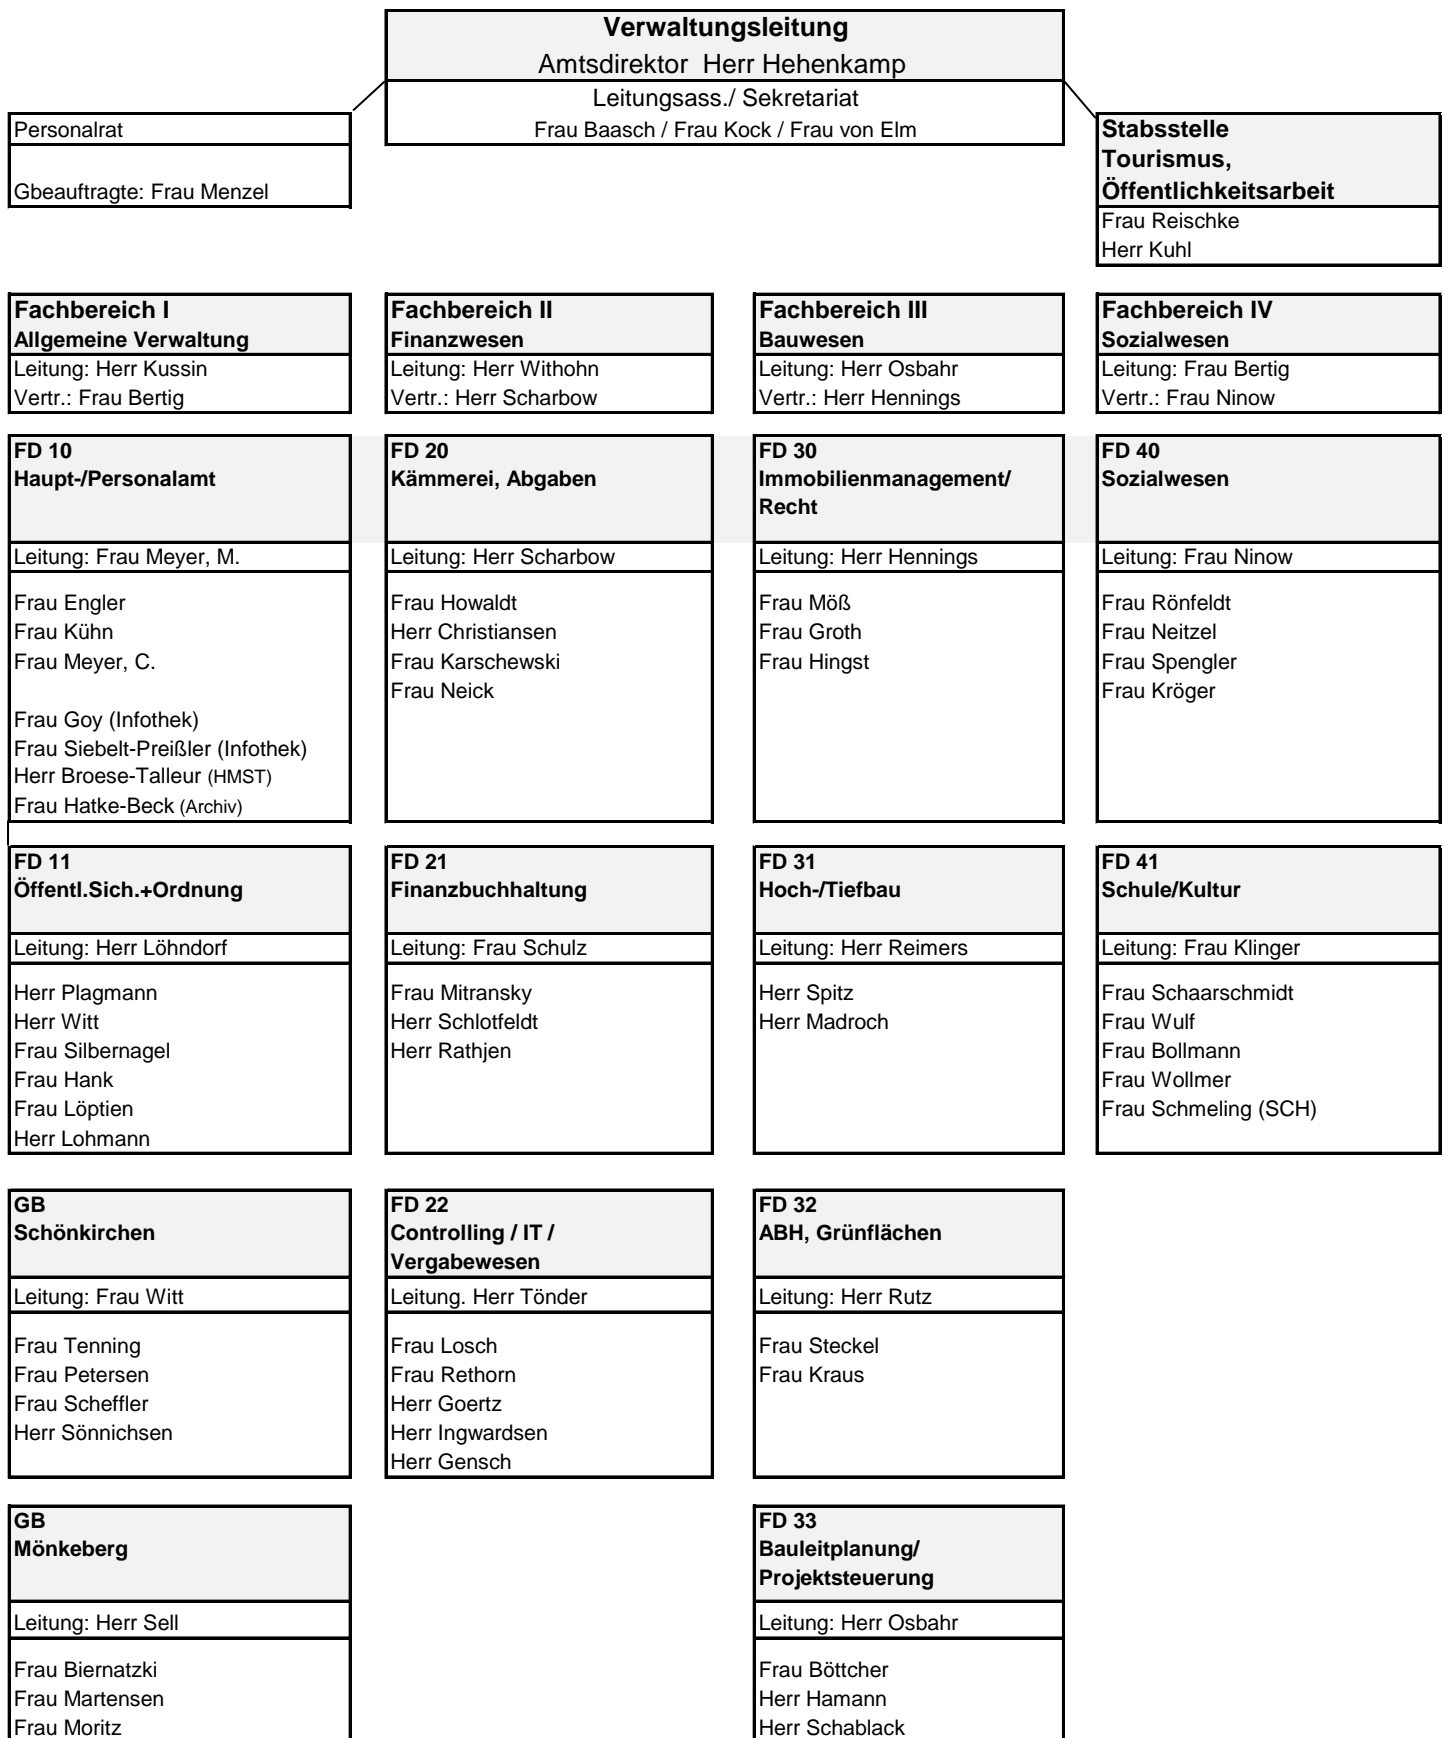 Verwaltungsleitung
Amtsdirektor  Herr Hehenkamp
Leitungsass./ Sekretariat
Frau Baasch / Frau Kock / Frau von Elm
Personalrat
Gbeauftragte: Frau Menzel
Stabsstelle
Tourismus,
Öffentlichkeitsarbeit
Frau Reischke
Herr Kuhl
Fachbereich I
Allgemeine Verwaltung
Leitung: Herr Kussin
Vertr.: Frau Bertig
Fachbereich II
Finanzwesen
Leitung: Herr Withohn
Vertr.: Herr Scharbow
Fachbereich III
Bauwesen
Leitung: Herr Osbahr
Vertr.: Herr Hennings
Fachbereich IV
Sozialwesen
Leitung: Frau Bertig
Vertr.: Frau Ninow
FD 10
Haupt-/Personalamt
Leitung: Frau Meyer, M.
Frau Engler
Frau Kühn
Frau Meyer, C.
Frau Goy (Infothek)
Frau Siebelt-Preißler (Infothek)
Herr Broese-Talleur (HMST)
Frau Hatke-Beck (Archiv)
FD 20
Kämmerei, Abgaben
Leitung: Herr Scharbow
Frau Howaldt
Herr Christiansen
Frau Karschewski
Frau Neick
FD 30
Immobilienmanagement/
Recht
Leitung: Herr Hennings
Frau Möß
Frau Groth
Frau Hingst
FD 40
Sozialwesen
Leitung: Frau Ninow
Frau Rönfeldt
Frau Neitzel
Frau Spengler
Frau Kröger
FD 11
Öffentl.Sich.+Ordnung
Leitung: Herr Löhndorf
Herr Plagmann
Herr Witt
Frau Silbernagel
Frau Hank
Frau Löptien
Herr Lohmann
FD 21
Finanzbuchhaltung
Leitung: Frau Schulz
Frau Mitransky
Herr Schlotfeldt
Herr Rathjen
FD 31
Hoch-/Tiefbau
Leitung: Herr Reimers
Herr Spitz
Herr Madroch
FD 41
Schule/Kultur
Leitung: Frau Klinger
Frau Schaarschmidt
Frau Wulf
Frau Bollmann
Frau Wollmer
Frau Schmeling (SCH)
GB
Schönkirchen
Leitung: Frau Witt
Frau Tenning
Frau Petersen
Frau Scheffler
Herr Sönnichsen
FD 22
Controlling / IT /
Vergabewesen
Leitung. Herr Tönder
Frau Losch
Frau Rethorn
Herr Goertz
Herr Ingwardsen
Herr Gensch
FD 32
ABH, Grünflächen
Leitung: Herr Rutz
Frau Steckel
Frau Kraus
GB
Mönkeberg
Leitung: Herr Sell
Frau Biernatzki
Frau Martensen
Frau Moritz
FD 33
Bauleitplanung/
Projektsteuerung
Leitung: Herr Osbahr
Frau Böttcher
Herr Hamann
Herr Schablack